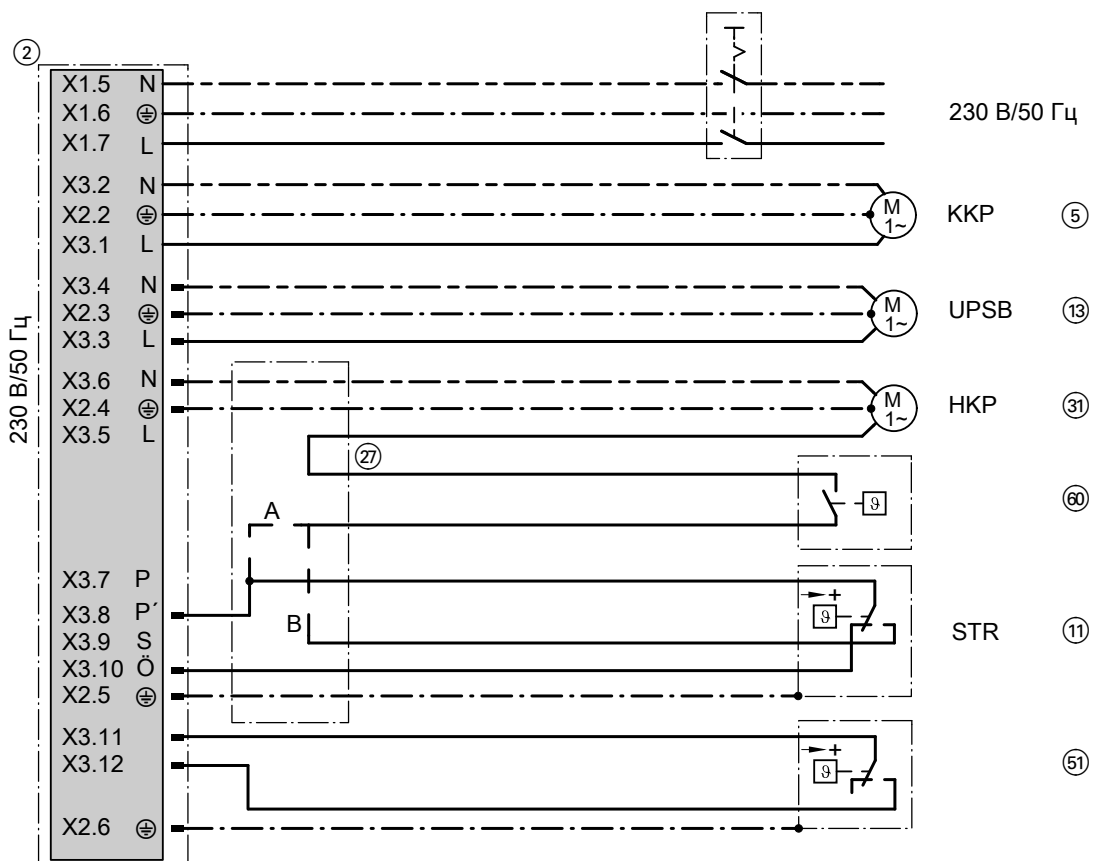 ②
230 В/50 Гц
X1.5 N
X1.6
X1.7 L
230 В/50 Гц
X3.2 N
X2.2
X3.1 L
M
1~
KKP ⑤
X3.4 N
X2.3
X3.3 L
M
1~
UPSB ⑬
X3.6 N
X2.4
X3.5 L
M
1~
HKP ㉛
㉗
A
ϑ
60
X3.7 P
X3.8 P´
X3.9 S
X3.10 Ö
X2.5
B
+
ϑ
STR ⑪
X3.11
X3.12
X2.6
+
ϑ
51